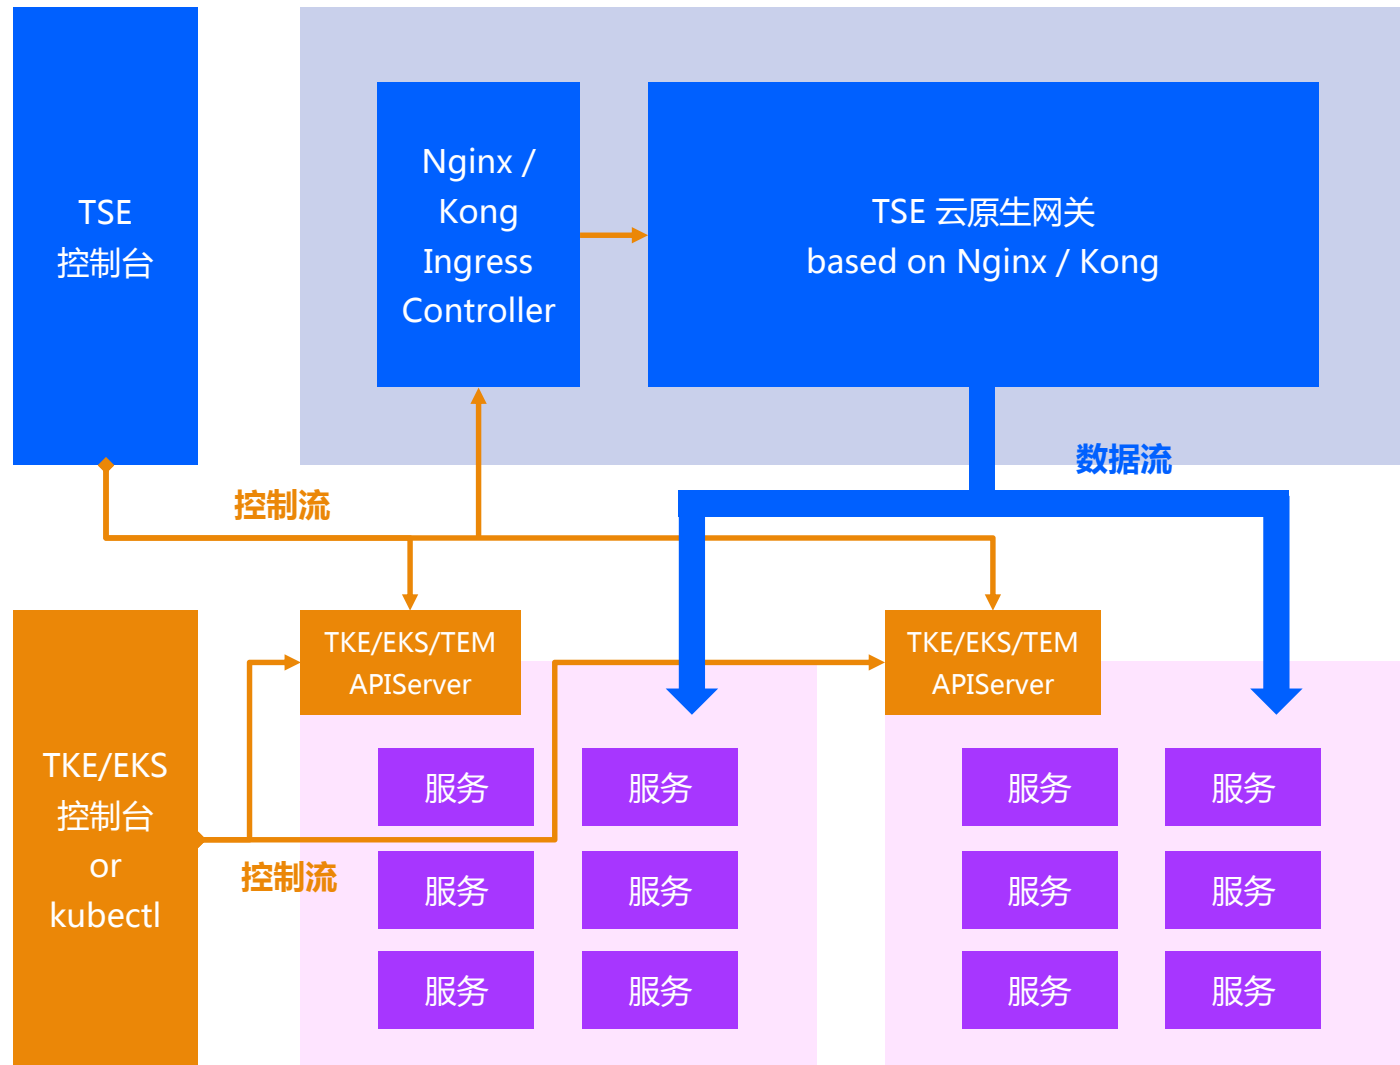 TSE
控制台
Nginx /
Kong
Ingress
Controller
TSE 云原生网关
based on Nginx / Kong
数据流
控制流
TKE/EKS/TEM
APIServer
TKE/EKS/TEM
APIServer
TKE/EKS
控制台
or
kubectl
控制流
服务
服务
服务
服务
服务
服务
服务
服务
服务
服务
服务
服务